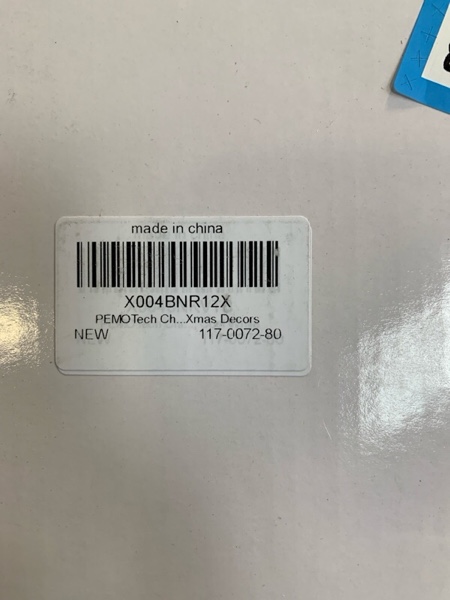 made in china
X004BNR12X
PEMOTech Ch...Xmas Decors
NEW 117-0072-80